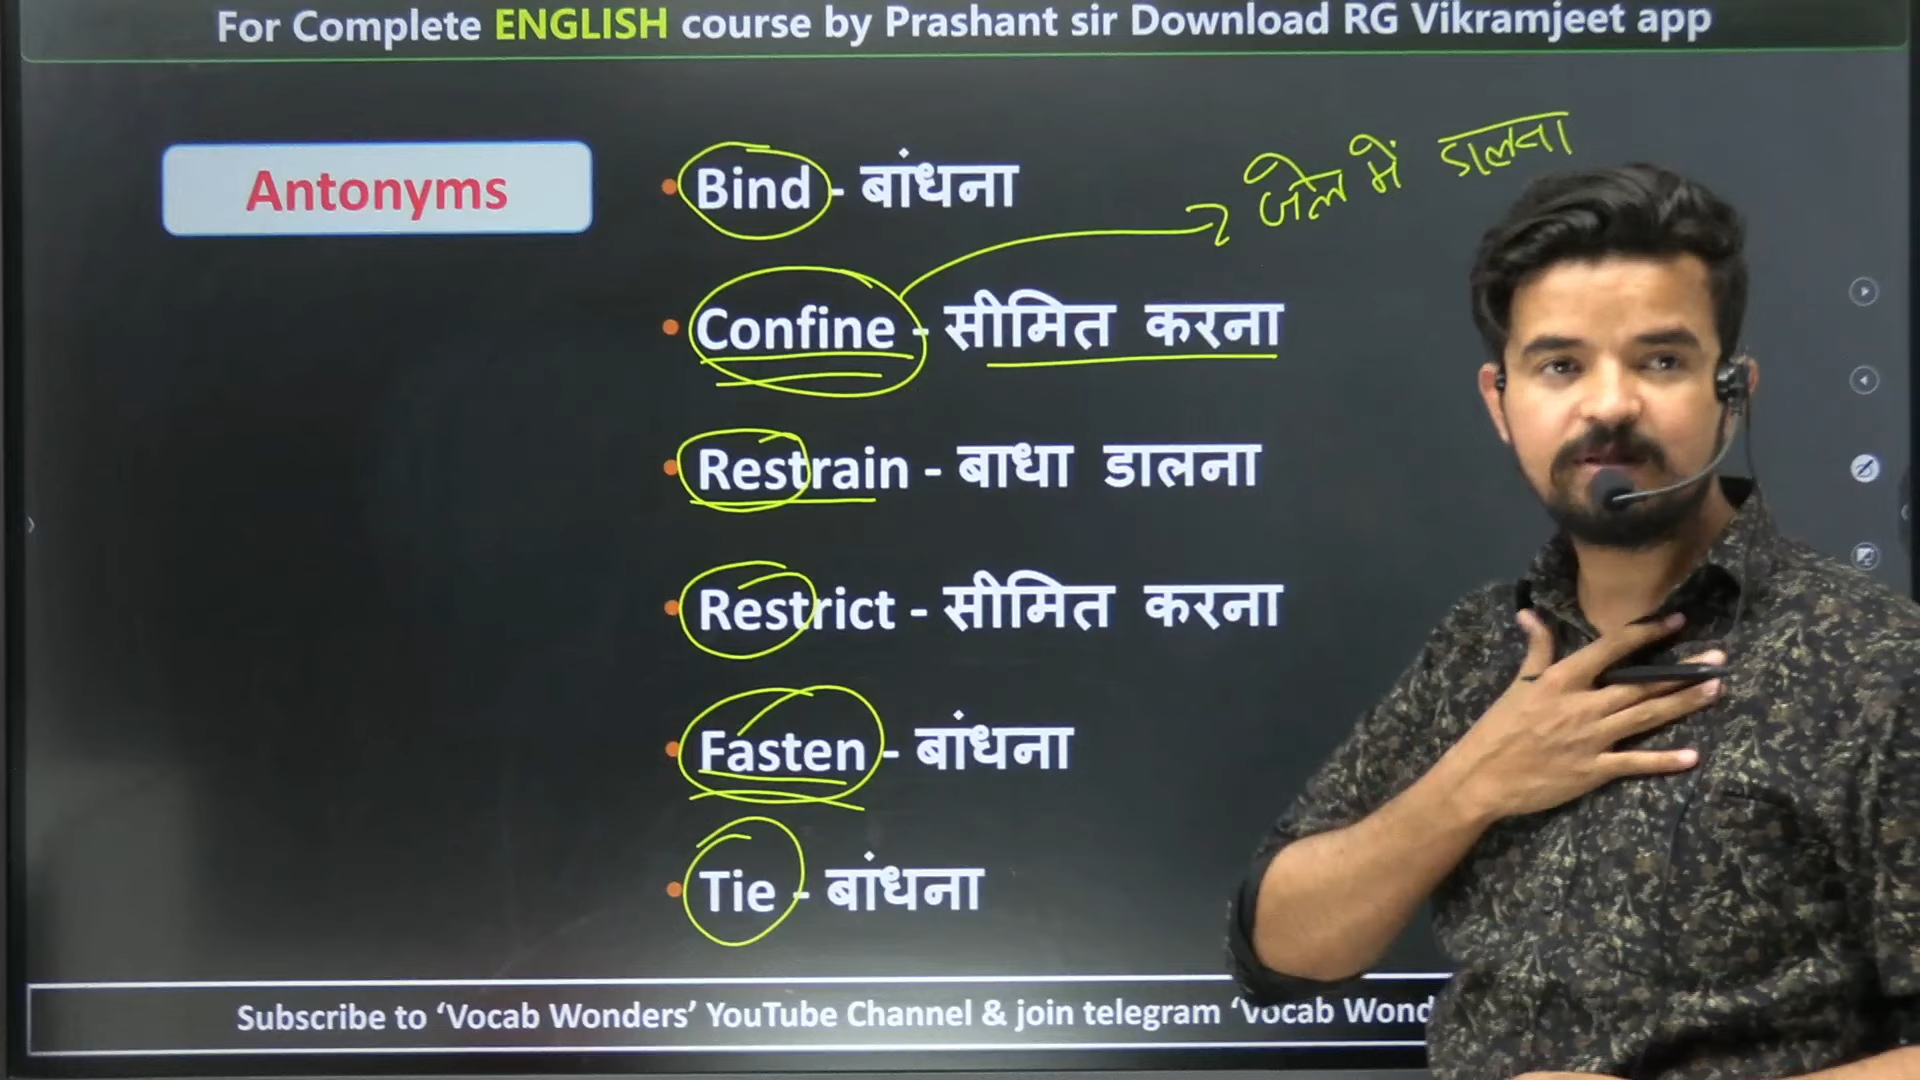 For Complete ENGLISH course by Prashant sir Download RG Vikramjeet app
Antonyms
• Bind - बांधना
जेल में डालना
• Confine - सीमित करना
• Restrain - बाधा डालना
• Restrict - सीमित करना
• Fasten - बांधना
• Tie - बांधना
Subscribe to ‘Vocab Wonders’ YouTube Channel & join telegram ‘Vocab Wond